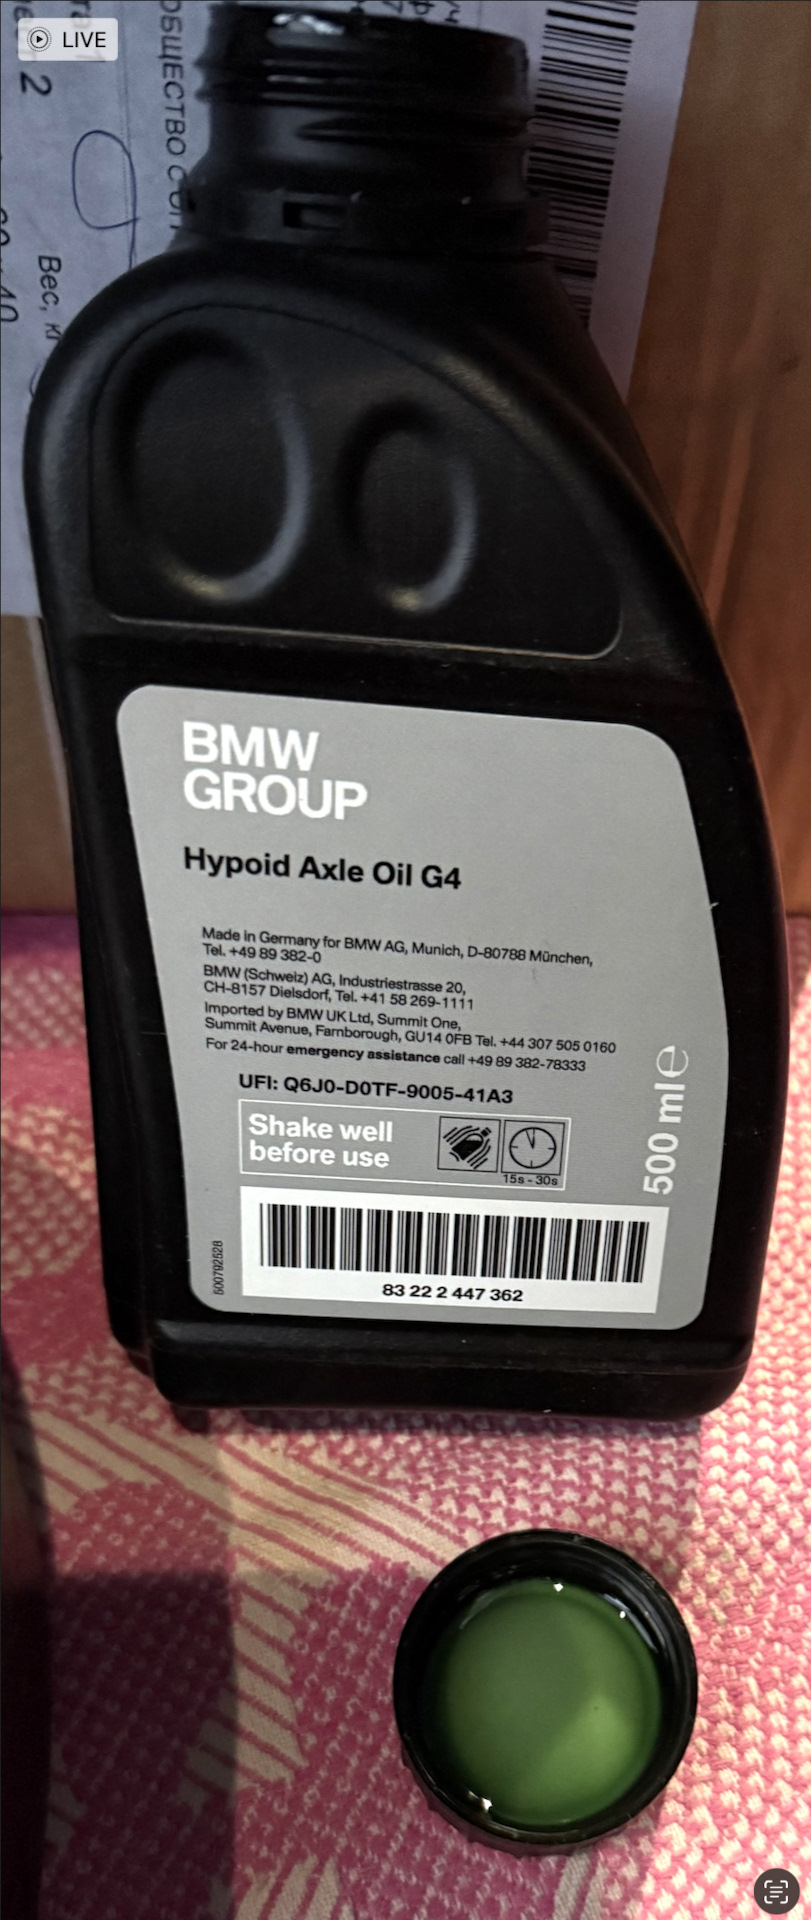 LIVE
ОБЩЕСТВО С
2
Вес, кг
BMW
GROUP
Hypoid Axle Oil G4
Made in Germany for BMW AG, Munich, D-80788 München,
Tel. +49 89 382-0
BMW (Schweiz) AG, Industriestrasse 20,
CH-8157 Dielsdorf, Tel. +41 58 269-1111
Imported by BMW UK Ltd, Summit One,
Summit Avenue, Farnborough, GU14 0FB Tel. +44 307 505 0160
For 24-hour emergency assistance call +49 89 382-78333
UFI: Q6J0-D0TF-9005-41A3
Shake well
before use
15s - 30s
500 ml e
500792528
83 22 2 447 362